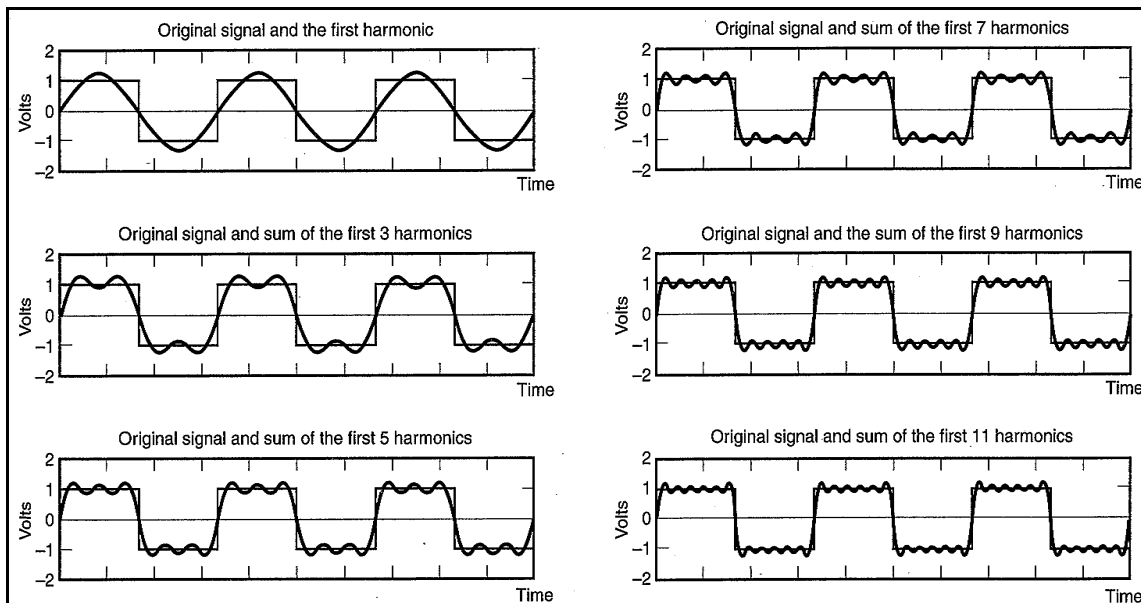 Original signal and the first harmonic
2
1
0
−1
−2
Volts
Time
Original signal and sum of the first 3 harmonics
2
1
0
−1
−2
Volts
Time
Original signal and sum of the first 5 harmonics
2
1
0
−1
−2
Volts
Time
Original signal and sum of the first 7 harmonics
2
1
0
−1
−2
Volts
Time
Original signal and the sum of the first 9 harmonics
2
1
0
−1
−2
Volts
Time
Original signal and sum of the first 11 harmonics
2
1
0
−1
−2
Volts
Time